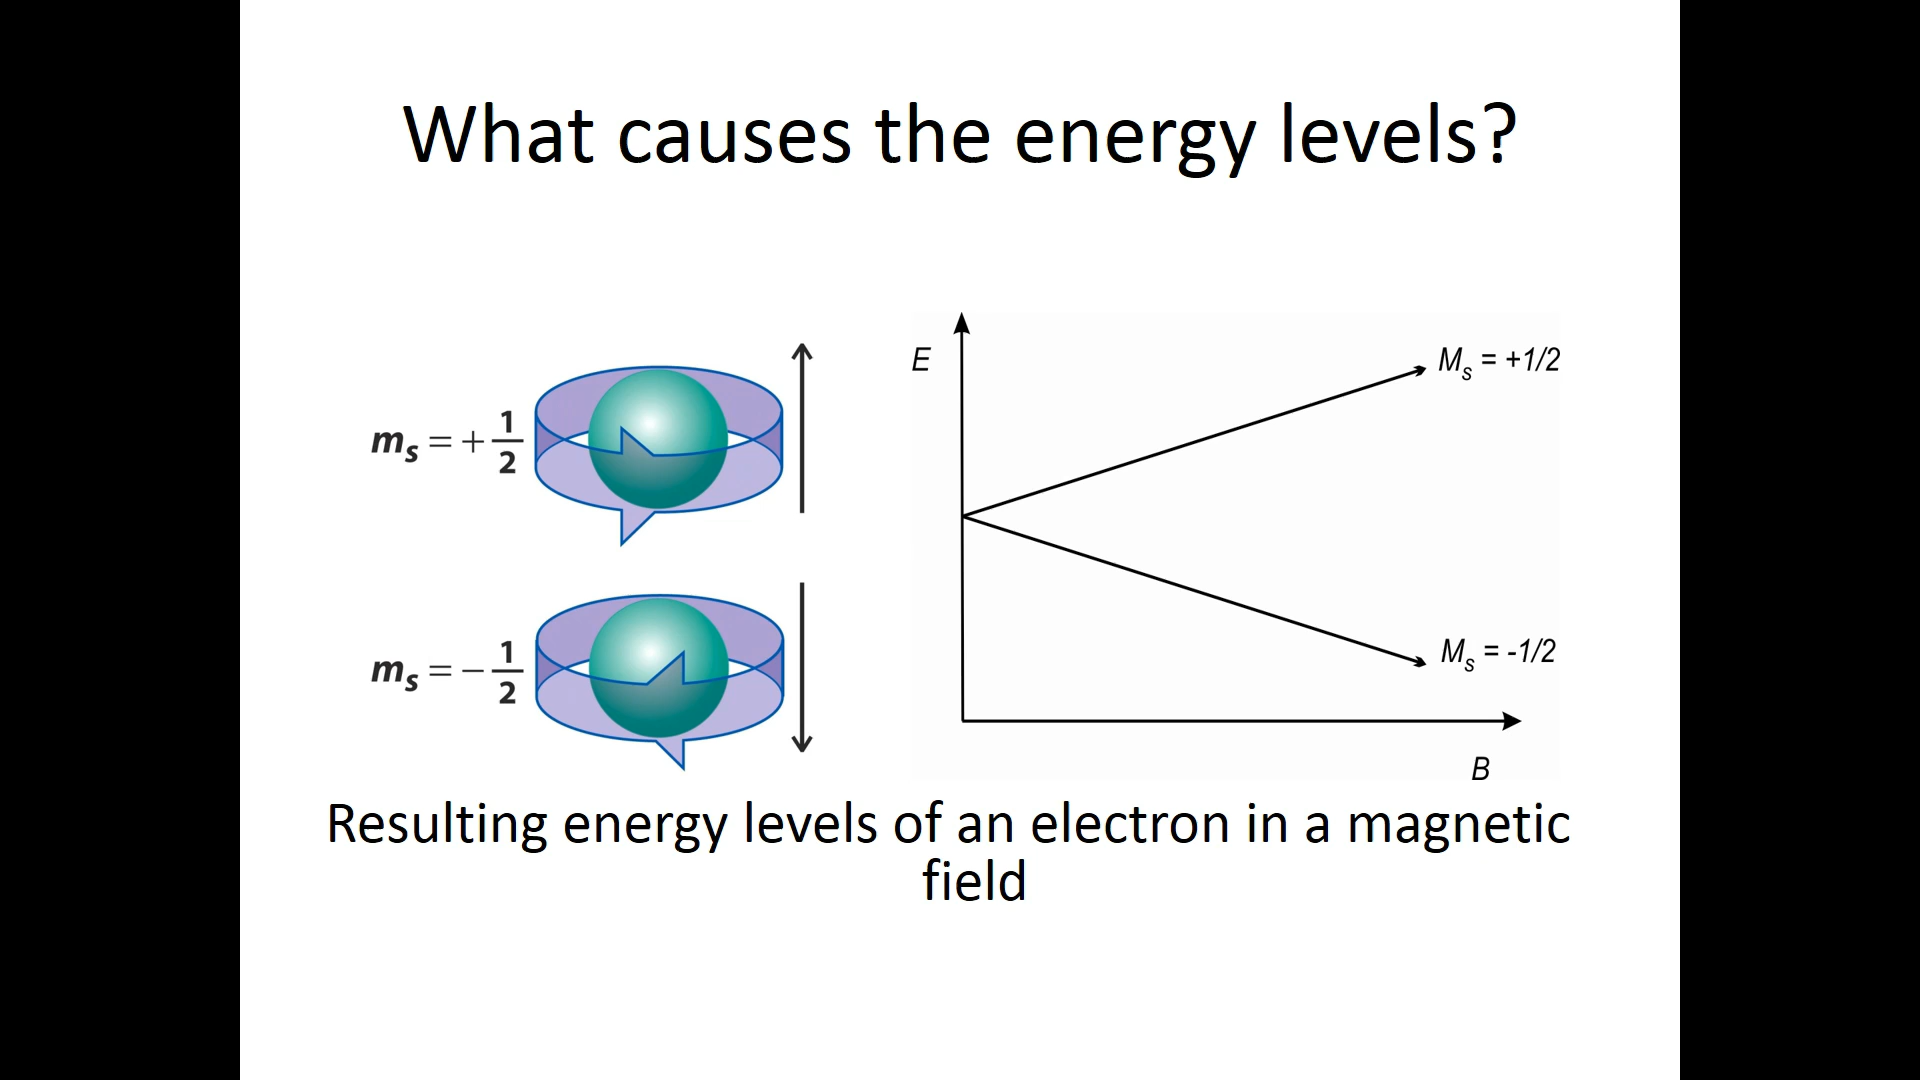 What causes the energy levels?
E
M_s = +1/2
m_s = + 1/2
m_s = − 1/2
M_s = -1/2
B
Resulting energy levels of an electron in a magnetic
field